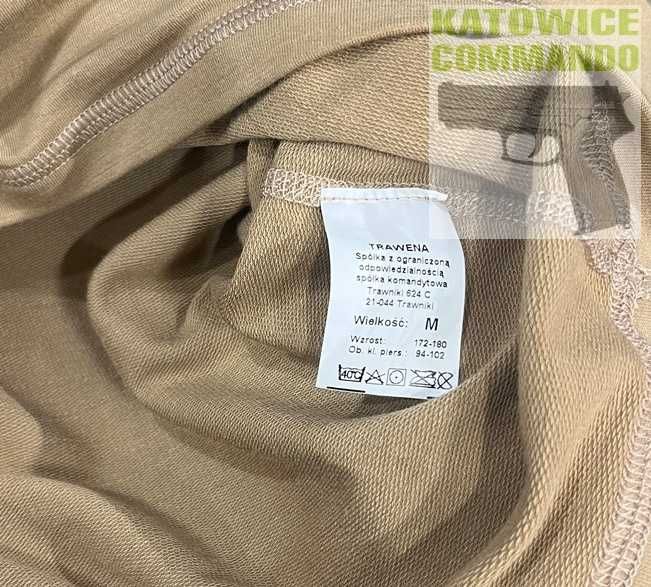 KATOWICE
COMMANDO
TRAWENA
Spółka z ograniczoną
odpowiedzialnością
spółka komandytowa
Trawniki 624 C
21-044 Trawniki
Wielkość: M
Wzrost: 172-180
Ob. kl. piers.: 94-102
40°C